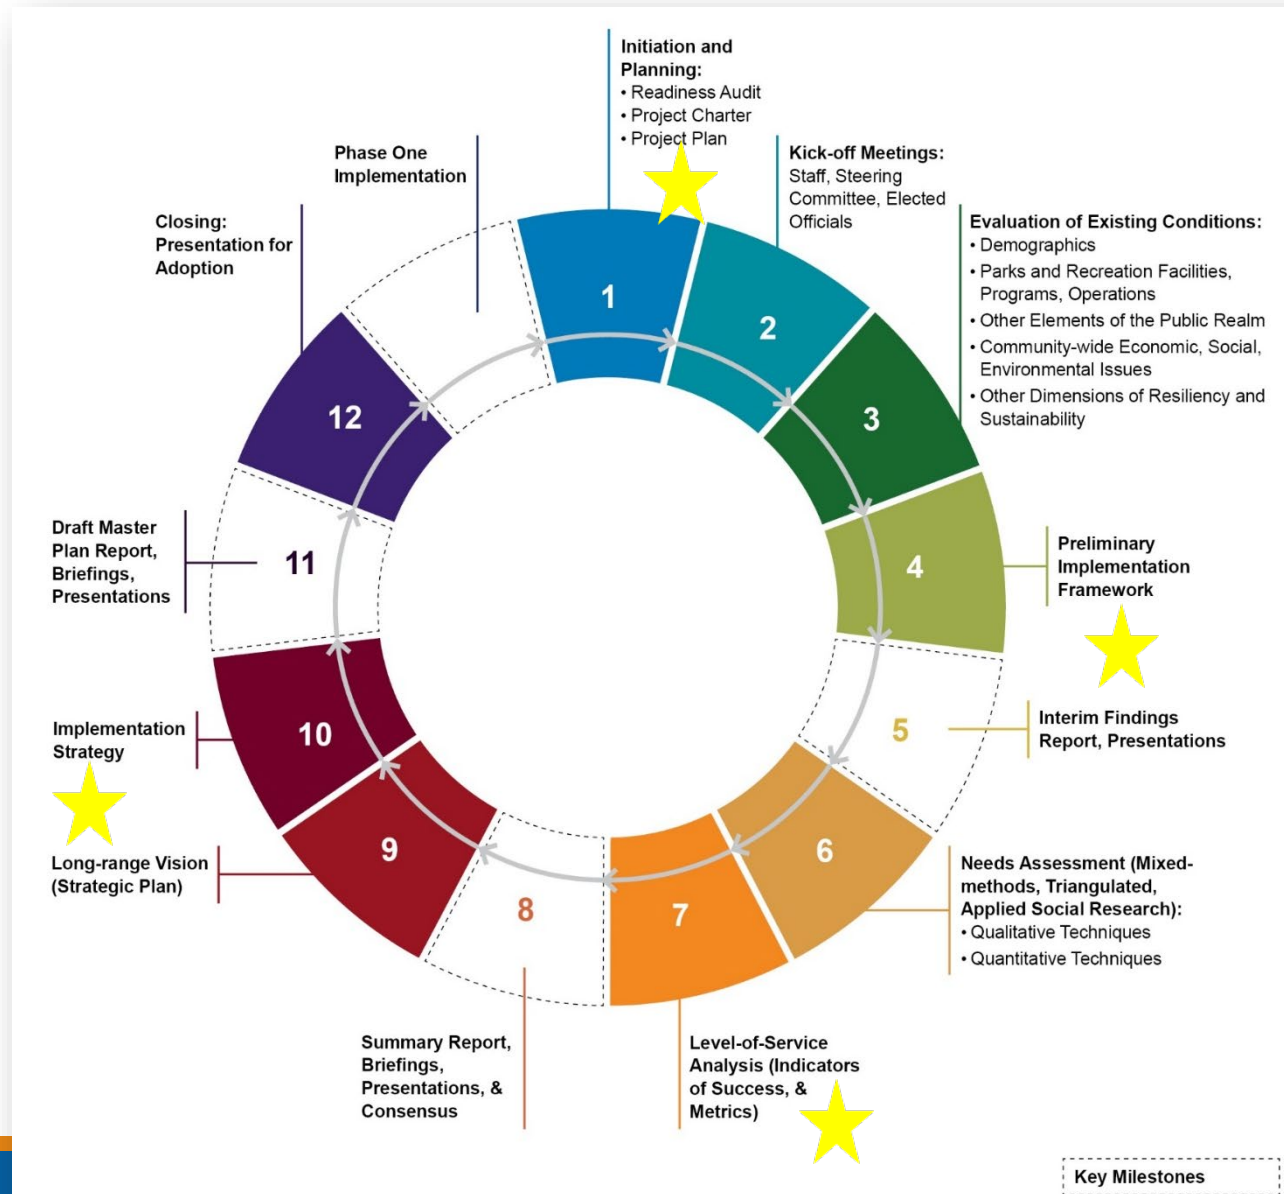 Initiation and
Planning:
• Readiness Audit
• Project Charter
• Project Plan
Kick-off Meetings:
Staff, Steering
Committee, Elected
Officials
Evaluation of Existing Conditions:
• Demographics
• Parks and Recreation Facilities,
Programs, Operations
• Other Elements of the Public Realm
• Community-wide Economic, Social,
Environmental Issues
• Other Dimensions of Resiliency and
Sustainability
Preliminary
Implementation
Framework
Interim Findings
Report, Presentations
Needs Assessment (Mixed-
methods, Triangulated,
Applied Social Research):
• Qualitative Techniques
• Quantitative Techniques
Level-of-Service
Analysis (Indicators
of Success, &
Metrics)
Summary Report,
Briefings,
Presentations, &
Consensus
Long-range Vision
(Strategic Plan)
Implementation
Strategy
Draft Master
Plan Report,
Briefings,
Presentations
Closing:
Presentation for
Adoption
Phase One
Implementation
1
2
3
4
5
6
7
8
9
10
11
12
Key Milestones